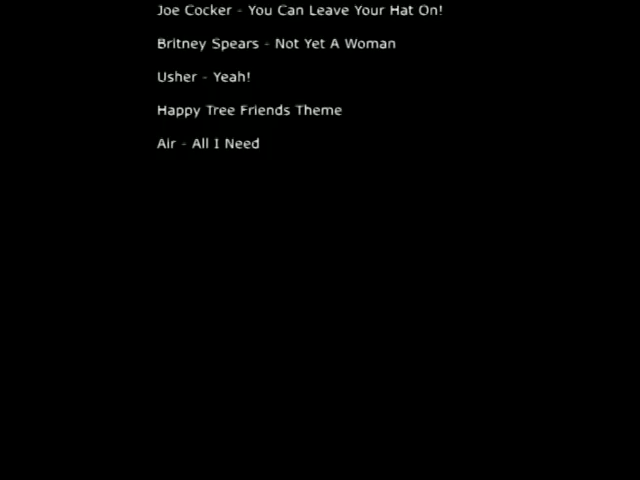 Joe Cocker - You Can Leave Your Hat On!
Britney Spears - Not Yet A Woman
Usher - Yeah!
Happy Tree Friends Theme
Air - All I Need